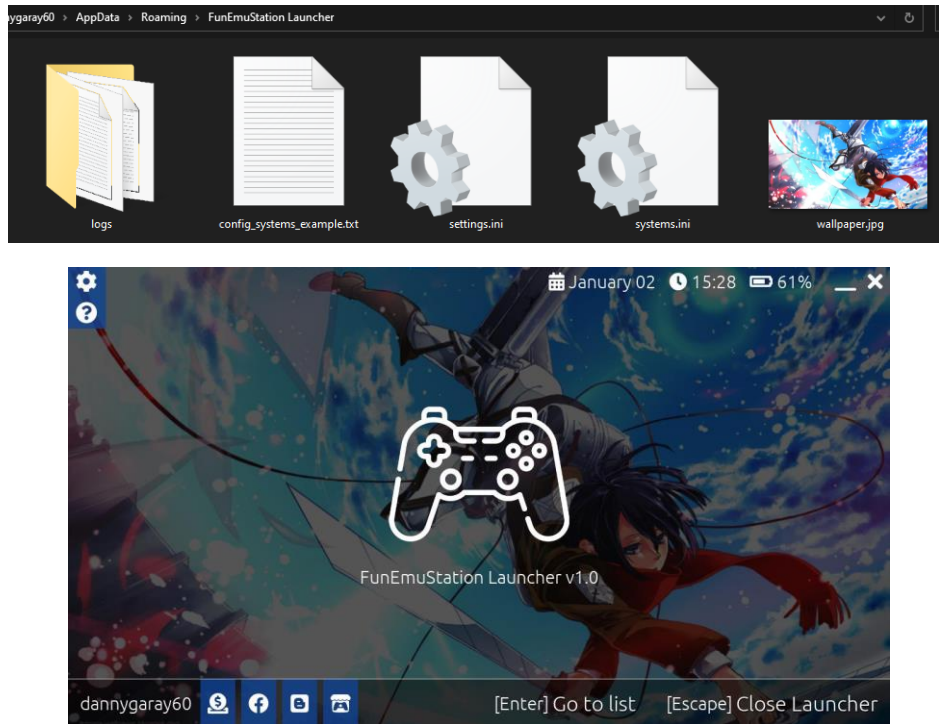 nygaray60 > AppData > Roaming > FunEmuStation Launcher
logs config_systems_example.txt settings.ini systems.ini wallpaper.jpg
January 02 15:28 61%
FunEmuStation Launcher v1.0
dannygaray60 [Enter] Go to list [Escape] Close Launcher